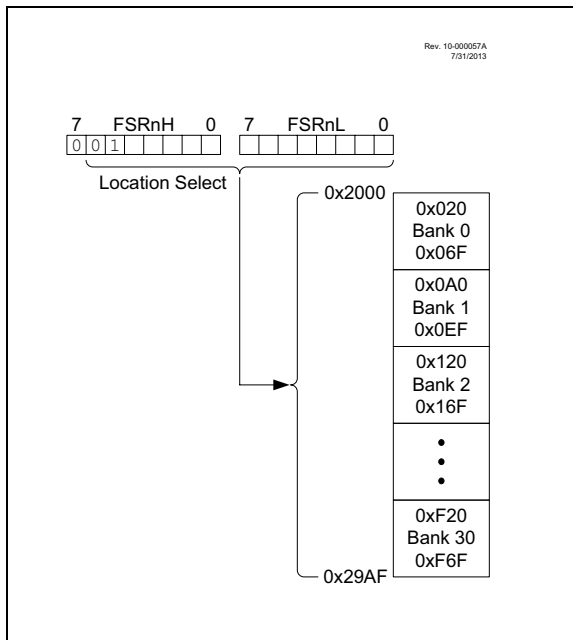 Rev. 10-000057A
7/31/2013
7 FSRnH 0 7 FSRnL 0
0 0 1
Location Select
0x2000
0x020
Bank 0
0x06F
0x0A0
Bank 1
0x0EF
0x120
Bank 2
0x16F
0xF20
Bank 30
0xF6F
0x29AF